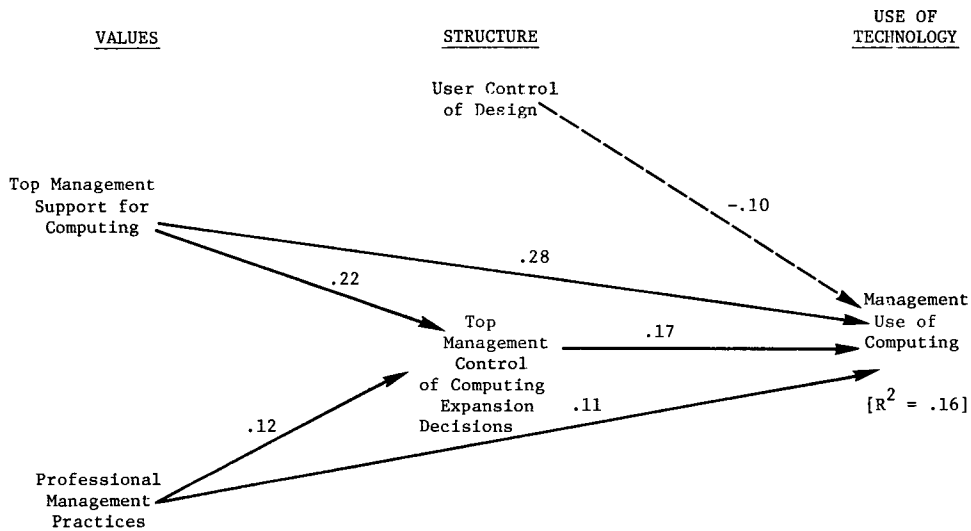 VALUES
STRUCTURE
USE OF
TECHNOLOGY
User Control
of Design
Top Management
Support for
Computing
-.10
.28
.22
Management
Use of
Computing
[R² = .16]
Top
Management
Control
of Computing
Expansion
Decisions
.17
.12
.11
Professional
Management
Practices